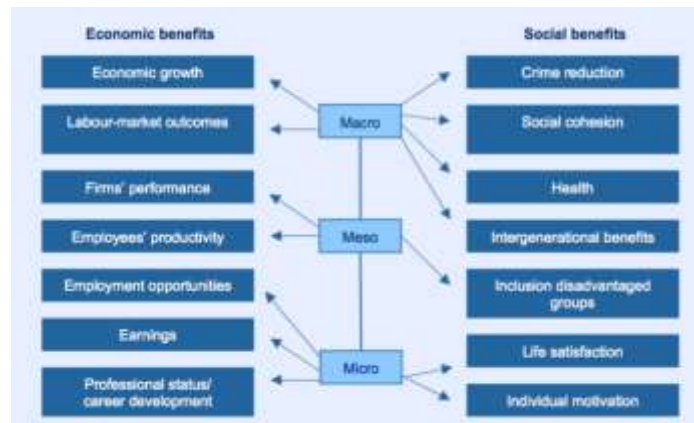 Economic benefits
Economic growth
Labour-market outcomes
Firms' performance
Employees' productivity
Employment opportunities
Earnings
Professional status/
career development
Macro
Meso
Micro
Social benefits
Crime reduction
Social cohesion
Health
Intergenerational benefits
Inclusion disadvantaged
groups
Life satisfaction
Individual motivation